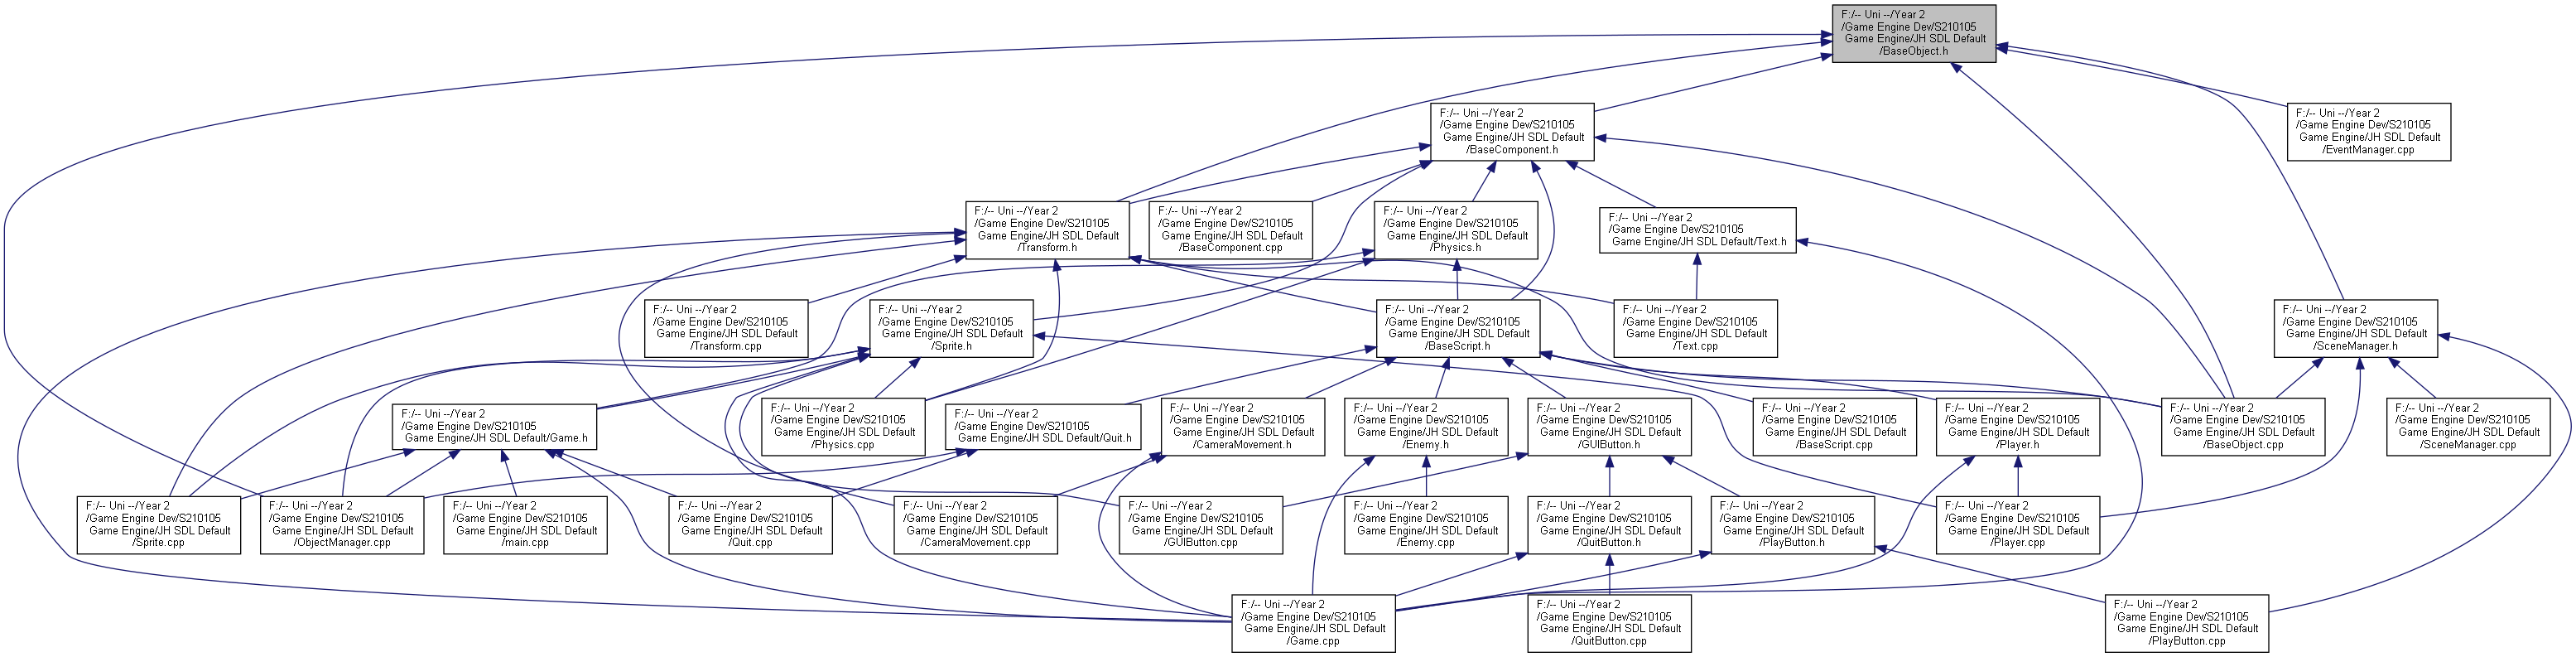 F:/-- Uni --/Year 2
/Game Engine Dev/S210105
Game Engine/JH SDL Default
/BaseObject.h
F:/-- Uni --/Year 2
/Game Engine Dev/S210105
Game Engine/JH SDL Default
/BaseComponent.h
F:/-- Uni --/Year 2
/Game Engine Dev/S210105
Game Engine/JH SDL Default
/EventManager.cpp
F:/-- Uni --/Year 2
/Game Engine Dev/S210105
Game Engine/JH SDL Default
/Transform.h
F:/-- Uni --/Year 2
/Game Engine Dev/S210105
Game Engine/JH SDL Default
/BaseComponent.cpp
F:/-- Uni --/Year 2
/Game Engine Dev/S210105
Game Engine/JH SDL Default
/Physics.h
F:/-- Uni --/Year 2
/Game Engine Dev/S210105
Game Engine/JH SDL Default/Text.h
F:/-- Uni --/Year 2
/Game Engine Dev/S210105
Game Engine/JH SDL Default
/Transform.cpp
F:/-- Uni --/Year 2
/Game Engine Dev/S210105
Game Engine/JH SDL Default
/Sprite.h
F:/-- Uni --/Year 2
/Game Engine Dev/S210105
Game Engine/JH SDL Default
/BaseScript.h
F:/-- Uni --/Year 2
/Game Engine Dev/S210105
Game Engine/JH SDL Default
/Text.cpp
F:/-- Uni --/Year 2
/Game Engine Dev/S210105
Game Engine/JH SDL Default
/SceneManager.h
F:/-- Uni --/Year 2
/Game Engine Dev/S210105
Game Engine/JH SDL Default/Game.h
F:/-- Uni --/Year 2
/Game Engine Dev/S210105
Game Engine/JH SDL Default
/Physics.cpp
F:/-- Uni --/Year 2
/Game Engine Dev/S210105
Game Engine/JH SDL Default/Quit.h
F:/-- Uni --/Year 2
/Game Engine Dev/S210105
Game Engine/JH SDL Default
/CameraMovement.h
F:/-- Uni --/Year 2
/Game Engine Dev/S210105
Game Engine/JH SDL Default
/Enemy.h
F:/-- Uni --/Year 2
/Game Engine Dev/S210105
Game Engine/JH SDL Default
/GUIButton.h
F:/-- Uni --/Year 2
/Game Engine Dev/S210105
Game Engine/JH SDL Default
/BaseScript.cpp
F:/-- Uni --/Year 2
/Game Engine Dev/S210105
Game Engine/JH SDL Default
/Player.h
F:/-- Uni --/Year 2
/Game Engine Dev/S210105
Game Engine/JH SDL Default
/BaseObject.cpp
F:/-- Uni --/Year 2
/Game Engine Dev/S210105
Game Engine/JH SDL Default
/SceneManager.cpp
F:/-- Uni --/Year 2
/Game Engine Dev/S210105
Game Engine/JH SDL Default
/Sprite.cpp
F:/-- Uni --/Year 2
/Game Engine Dev/S210105
Game Engine/JH SDL Default
/ObjectManager.cpp
F:/-- Uni --/Year 2
/Game Engine Dev/S210105
Game Engine/JH SDL Default
/main.cpp
F:/-- Uni --/Year 2
/Game Engine Dev/S210105
Game Engine/JH SDL Default
/Quit.cpp
F:/-- Uni --/Year 2
/Game Engine Dev/S210105
Game Engine/JH SDL Default
/CameraMovement.cpp
F:/-- Uni --/Year 2
/Game Engine Dev/S210105
Game Engine/JH SDL Default
/GUIButton.cpp
F:/-- Uni --/Year 2
/Game Engine Dev/S210105
Game Engine/JH SDL Default
/Enemy.cpp
F:/-- Uni --/Year 2
/Game Engine Dev/S210105
Game Engine/JH SDL Default
/QuitButton.h
F:/-- Uni --/Year 2
/Game Engine Dev/S210105
Game Engine/JH SDL Default
/PlayButton.h
F:/-- Uni --/Year 2
/Game Engine Dev/S210105
Game Engine/JH SDL Default
/Player.cpp
F:/-- Uni --/Year 2
/Game Engine Dev/S210105
Game Engine/JH SDL Default
/Game.cpp
F:/-- Uni --/Year 2
/Game Engine Dev/S210105
Game Engine/JH SDL Default
/QuitButton.cpp
F:/-- Uni --/Year 2
/Game Engine Dev/S210105
Game Engine/JH SDL Default
/PlayButton.cpp